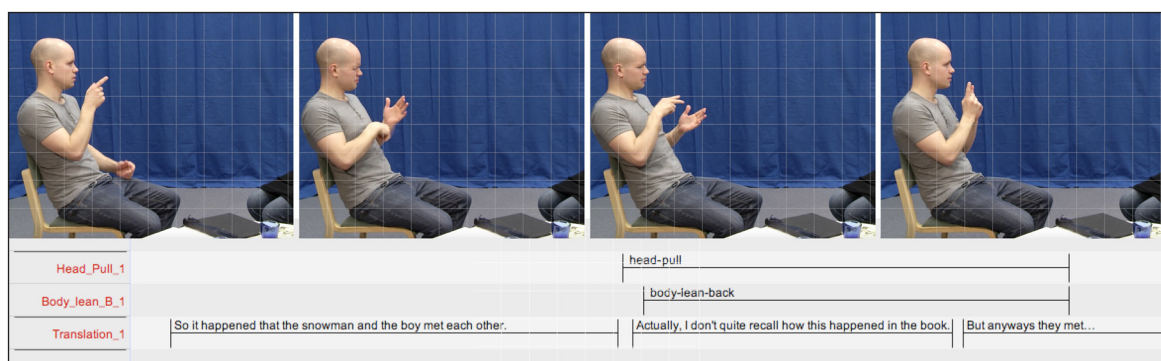 Head_Pull_1 head-pull
Body_lean_B_1 body-lean-back
Translation_1 So it happened that the snowman and the boy met each other. Actually, I don't quite recall how this happened in the book. But anyways they met...